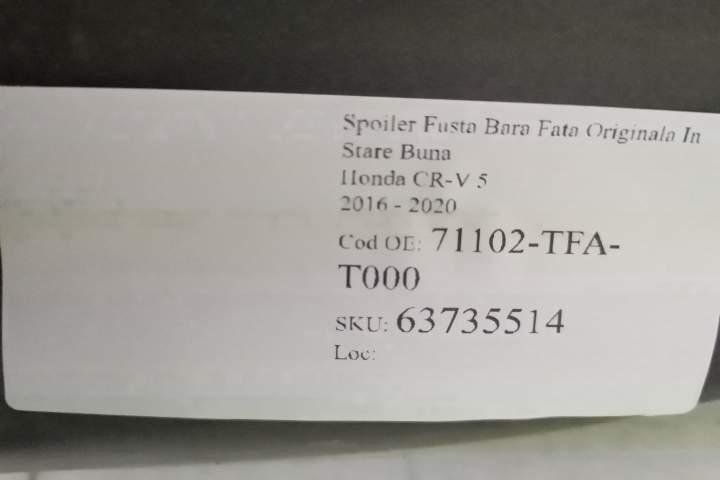 Spoiler Fusta Bara Fata Originala In
Stare Buna
Honda CR-V 5
2016 - 2020
Cod OE: 71102-TFA-
T000
SKU: 63735514
Loc: